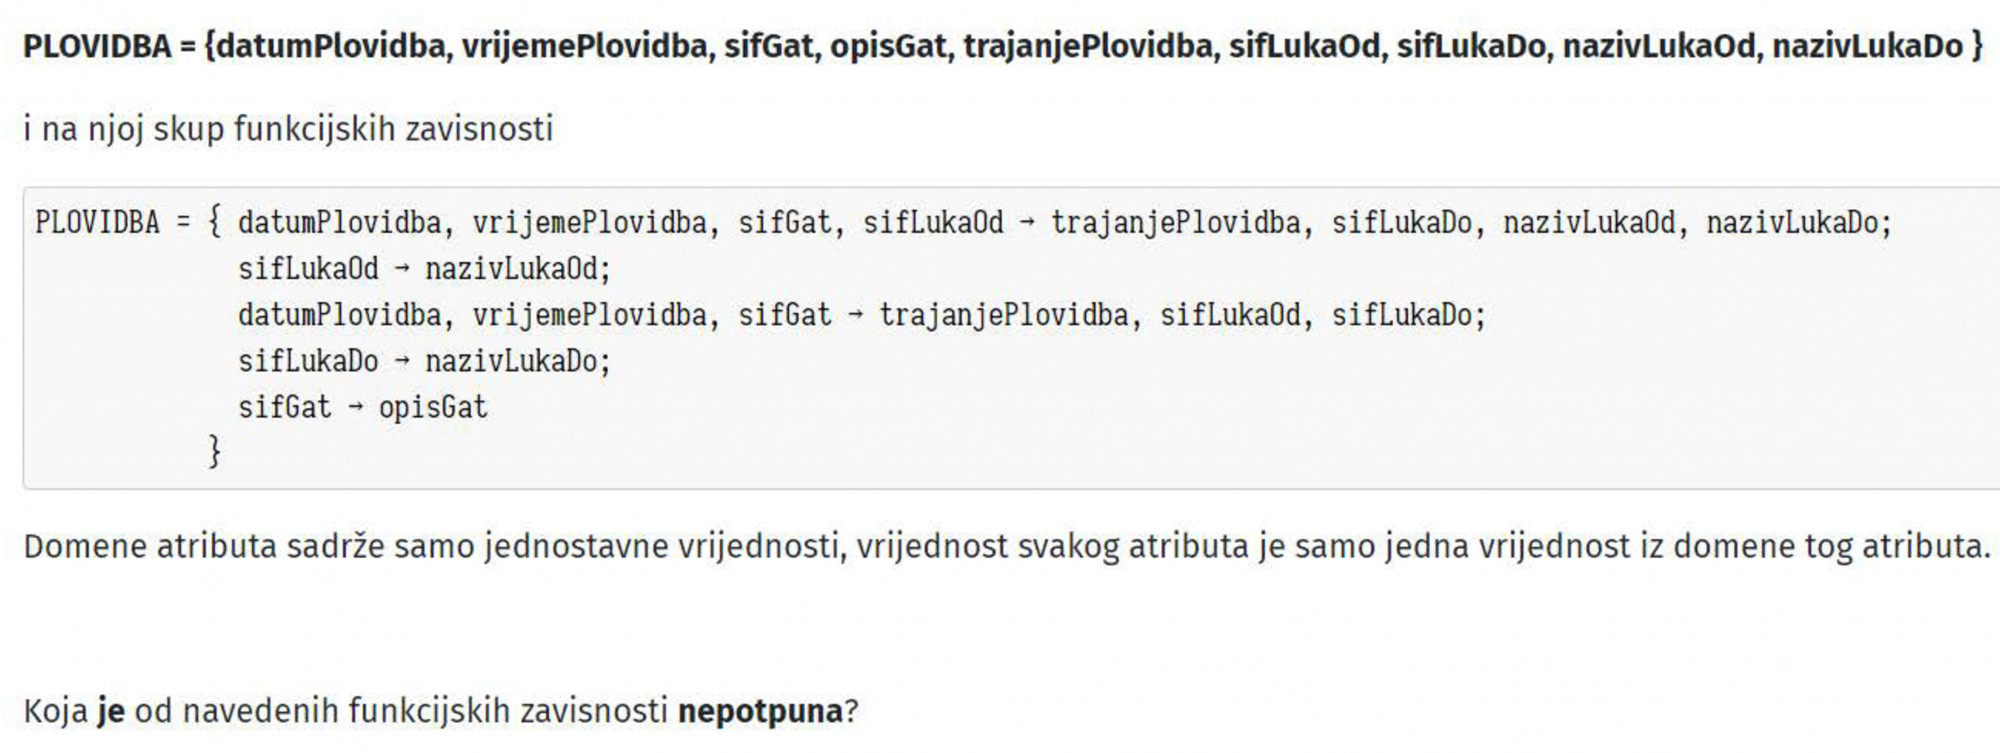 PLOVIDBA = {datumPlovidba, vrijemePlovidba, sifGat, opisGat, trajanjePlovidba, sifLukaOd, sifLukaDo, nazivLukaOd, nazivLukaDo }
i na njoj skup funkcijskih zavisnosti
PLOVIDBA = { datumPlovidba, vrijemePlovidba, sifGat, sifLukaOd → trajanjePlovidba, sifLukaDo, nazivLukaOd, nazivLukaDo;
sifLukaOd → nazivLukaOd;
datumPlovidba, vrijemePlovidba, sifGat → trajanjePlovidba, sifLukaOd, sifLukaDo;
sifLukaDo → nazivLukaDo;
sifGat → opisGat
}
Domene atributa sadrže samo jednostavne vrijednosti, vrijednost svakog atributa je samo jedna vrijednost iz domene tog atributa.
Koja je od navedenih funkcijskih zavisnosti nepotpuna?